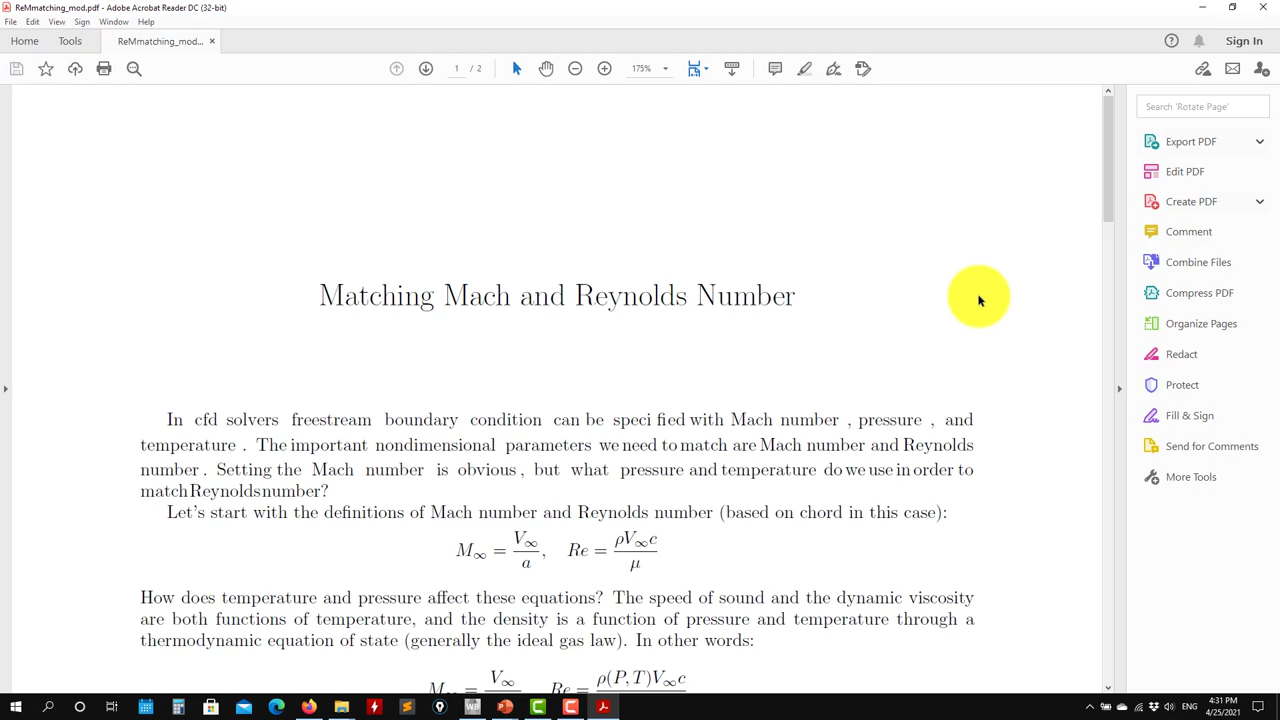 ReMmatching_mod.pdf - Adobe Acrobat Reader DC (32-bit)
File Edit View Sign Window Help
Home Tools ReMmatching_mod... × Sign In
1 / 2 175%
Search 'Rotate Page'
Export PDF
Edit PDF
Create PDF
Comment
Combine Files
Compress PDF
Organize Pages
Redact
Protect
Fill & Sign
Send for Comments
More Tools
Matching Mach and Reynolds Number
In cfd solvers freestream boundary condition can be speci fied with Mach number , pressure , and
temperature . The important nondimensional parameters we need to match are Mach number and Reynolds
number . Setting the Mach number is obvious , but what pressure and temperature do we use in order to
match Reynolds number?
Let's start with the definitions of Mach number and Reynolds number (based on chord in this case):
M∞ = V∞/a, Re = ρV∞c/μ
How does temperature and pressure affect these equations? The speed of sound and the dynamic viscosity
are both functions of temperature, and the density is a function of pressure and temperature through a
thermodynamic equation of state (generally the ideal gas law). In other words:
M∞ = V∞ Re = ρ(P,T)V∞c
ENG 4:31 PM
4/25/2021